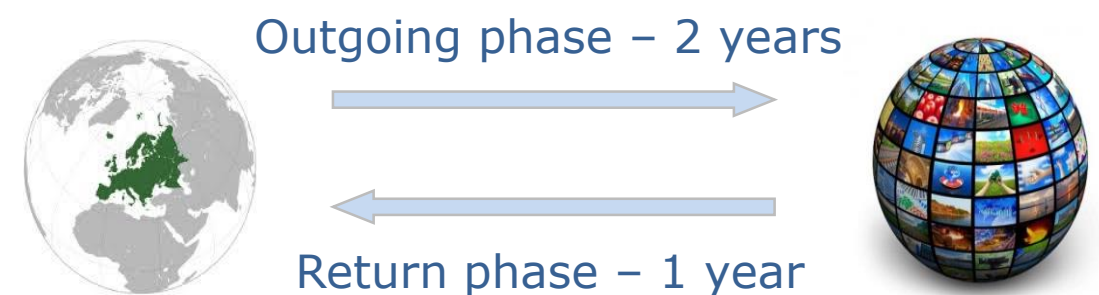 Outgoing phase – 2 years
Return phase – 1 year